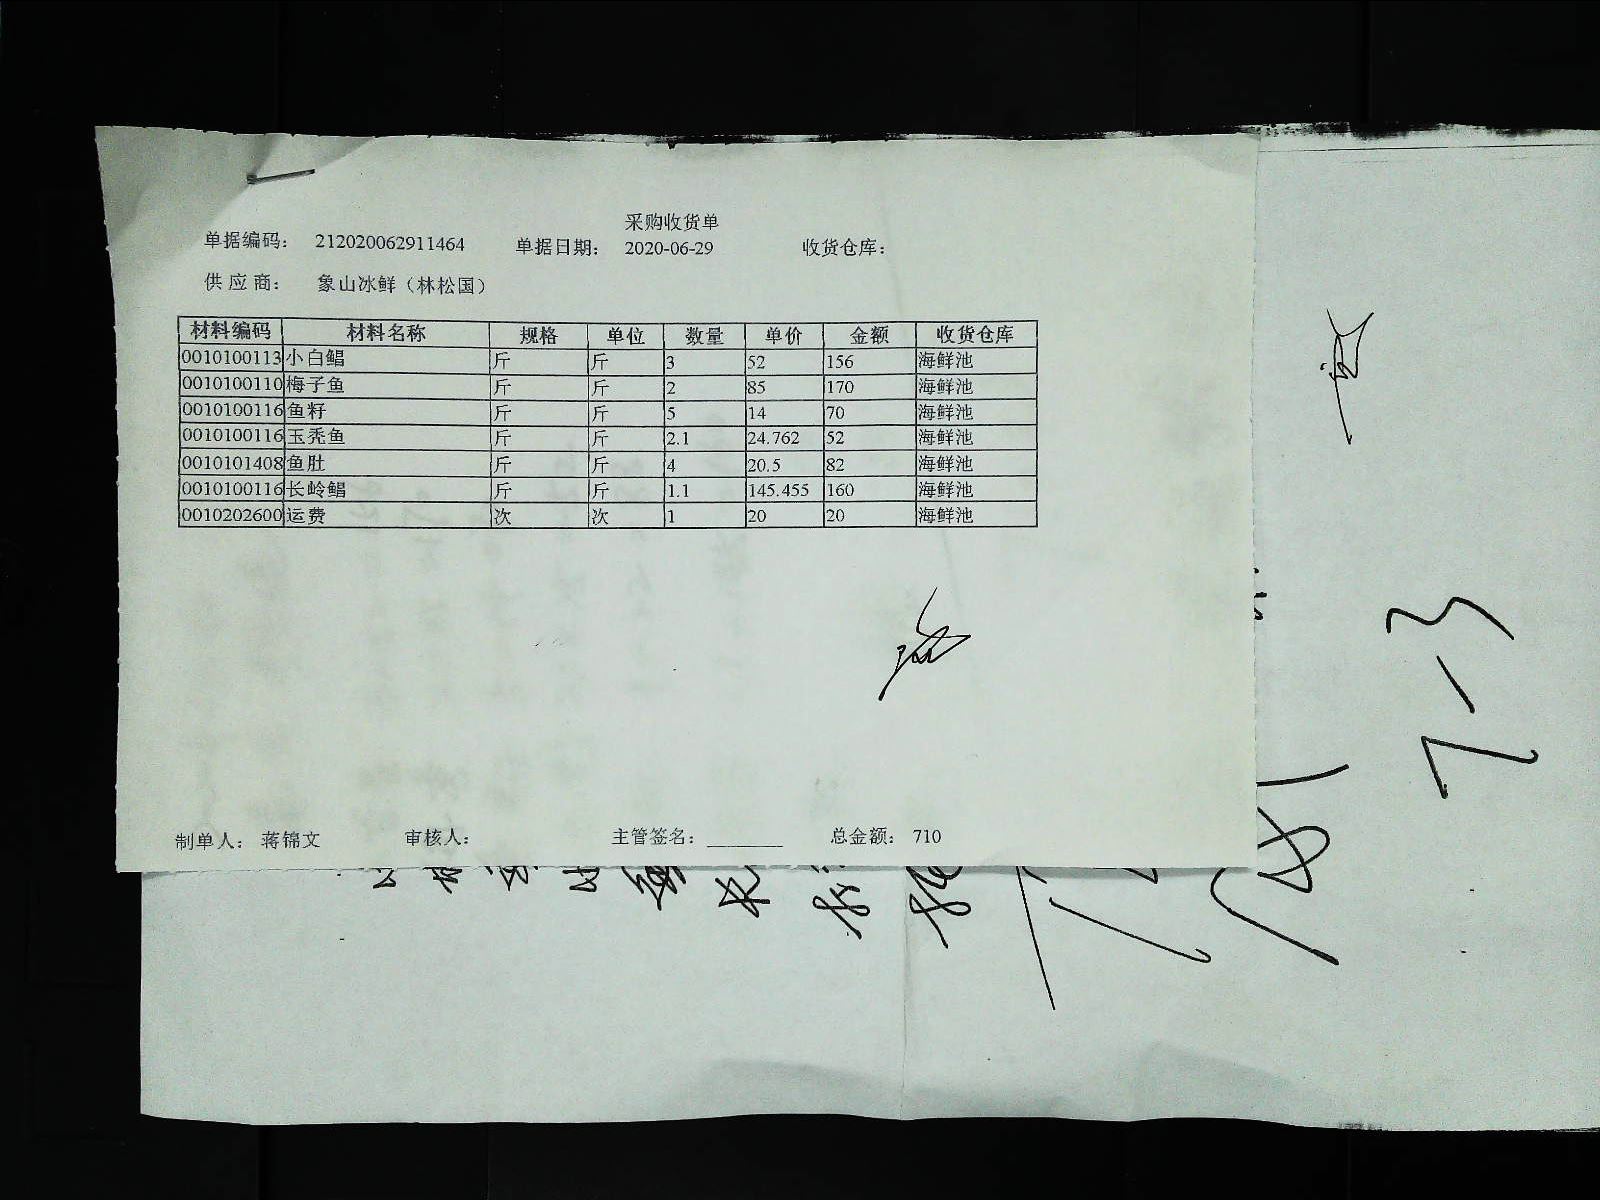 采购收货单
单据编码： 212020062911464 单据日期： 2020-06-29 收货仓库：
供 应 商： 象山冰鲜（林松国）
材料编码 材料名称 规格 单位 数量 单价 金额 收货仓库
0010100113 小白鲳 斤 斤 3 52 156 海鲜池
0010100110 梅子鱼 斤 斤 2 85 170 海鲜池
0010100116 鱼籽 斤 斤 5 14 70 海鲜池
0010100116 玉秃鱼 斤 斤 2.1 24.762 52 海鲜池
0010101408 鱼肚 斤 斤 4 20.5 82 海鲜池
0010100116 长岭鲳 斤 斤 1.1 145.455 160 海鲜池
0010202600 运费 次 次 1 20 20 海鲜池
制单人： 蒋锦文 审核人： 主管签名：________ 总金额： 710
7-3